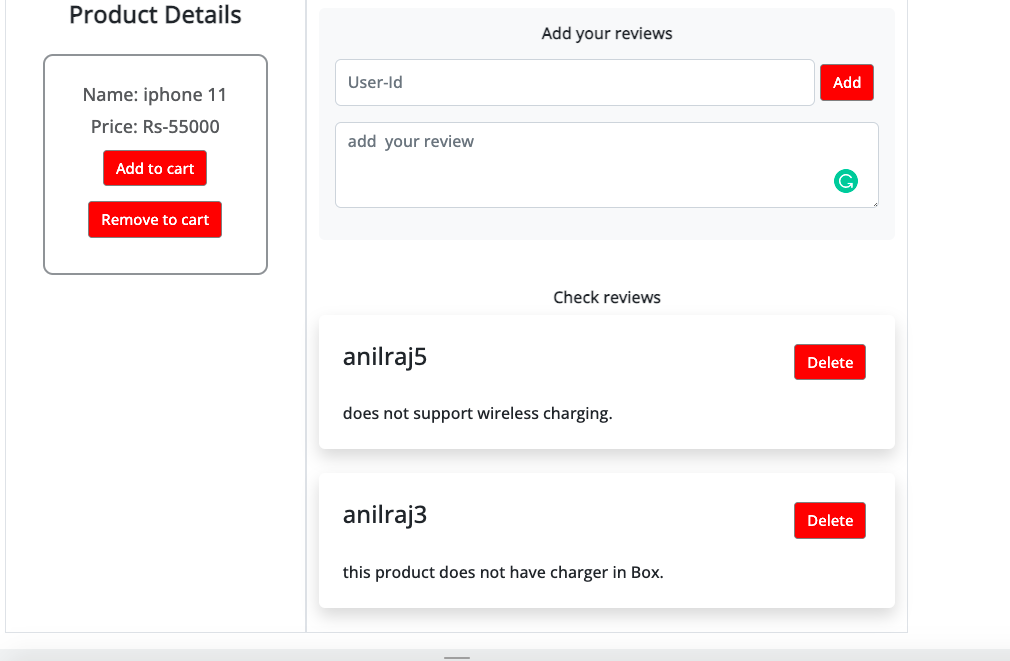 Product Details
Name: iphone 11
Price: Rs-55000
Add to cart
Remove to cart
Add your reviews
User-Id
Add
add your review
Check reviews
anilraj5
Delete
does not support wireless charging.
anilraj3
Delete
this product does not have charger in Box.